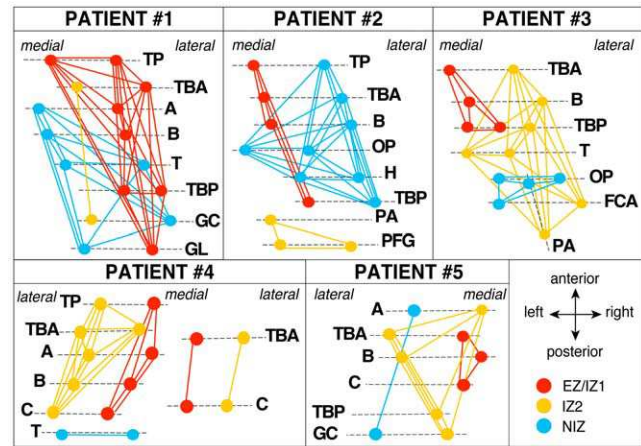 PATIENT #1
medial
lateral
TP
TBA
A
B
T
TBP
GC
GL
PATIENT #2
medial
lateral
TP
TBA
B
OP
H
TBP
PA
PFG
PATIENT #3
medial
lateral
TBA
B
TBP
T
OP
FCA
PA
PATIENT #4
lateral
medial
lateral
TP
TBA
A
B
C
T
TBA
C
PATIENT #5
lateral
medial
A
TBA
B
C
TBP
GC
anterior
left
right
posterior
EZ/IZ1
IZ2
NIZ